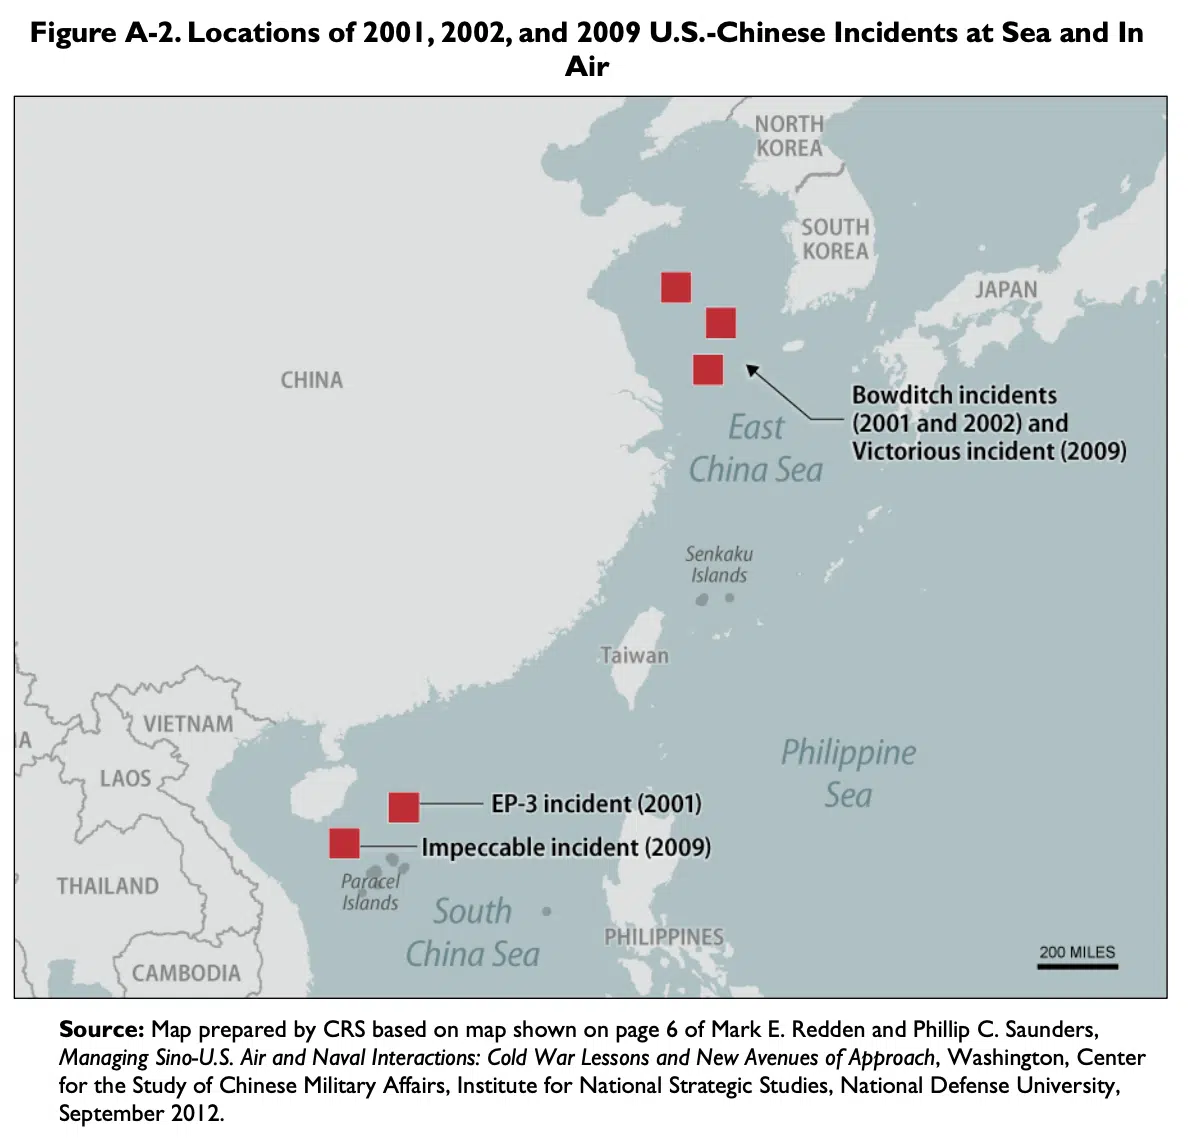 Figure A-2. Locations of 2001, 2002, and 2009 U.S.-Chinese Incidents at Sea and In
Air
NORTH
KOREA
SOUTH
KOREA
JAPAN
CHINA
Bowditch incidents
(2001 and 2002) and
Victorious incident (2009)
East
China Sea
Senkaku
Islands
Taiwan
VIETNAM
IA
LAOS
Philippine
Sea
EP-3 incident (2001)
Impeccable incident (2009)
THAILAND
Paracel
Islands
South
China Sea
PHILIPPINES
200 MILES
CAMBODIA
Source: Map prepared by CRS based on map shown on page 6 of Mark E. Redden and Phillip C. Saunders,
Managing Sino-U.S. Air and Naval Interactions: Cold War Lessons and New Avenues of Approach, Washington, Center
for the Study of Chinese Military Affairs, Institute for National Strategic Studies, National Defense University,
September 2012.